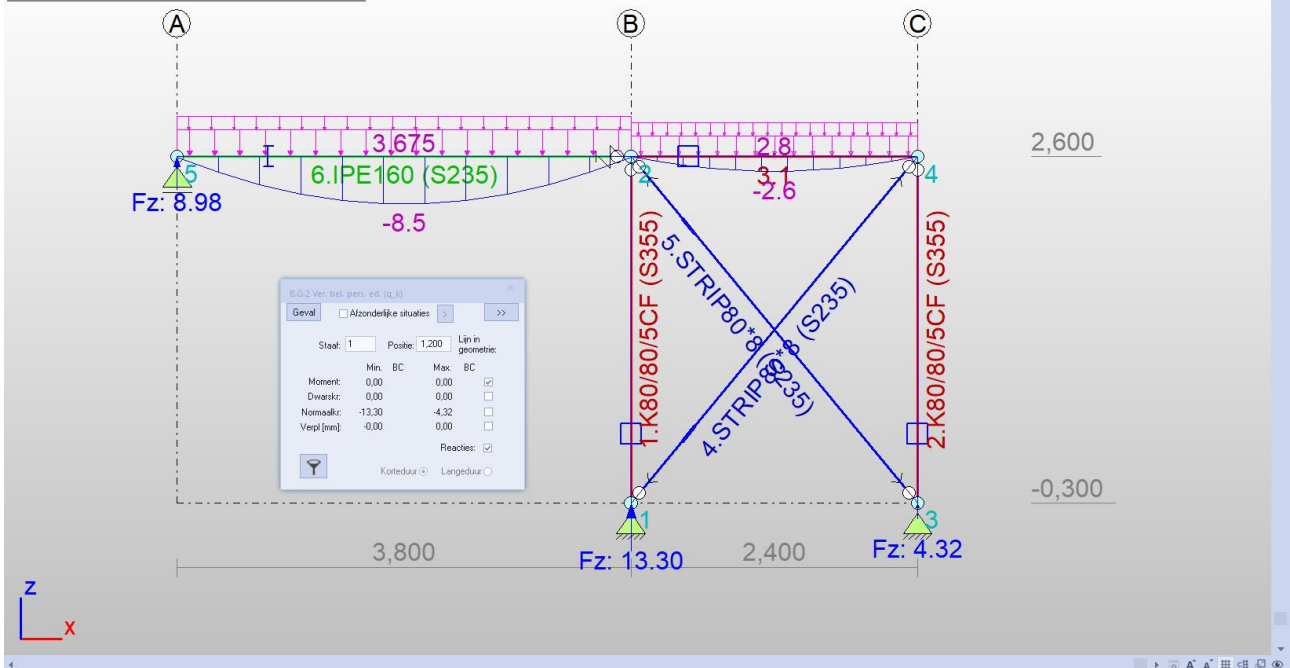 A B C
3.675 2.8 2,600
5 6.IPE160 (S235) 2 3.1 4
Fz: 8.98 -2.6
-8.5
1.K80/80/5CF (S355)
5.STRIP80*8 (S235)
4.STRIP80*8 (S235)
2.K80/80/5CF (S355)
B.G:2 Ver. bel. pers. ed. (q_k)
Geval Afzonderlijke situaties > >>
Staaf: 1 Positie: 1,200 Lijn in
geometrie:
Min. BC Max. BC
Moment: 0,00 0,00
Dwarskr: 0,00 0,00
Normaalkr: -13,30 -4,32
Verpl [mm]: -0,00 0,00
Reacties:
Korteduur Langeduur
-0,300
1 3
3,800 Fz: 13.30 2,400 Fz: 4.32
z
x